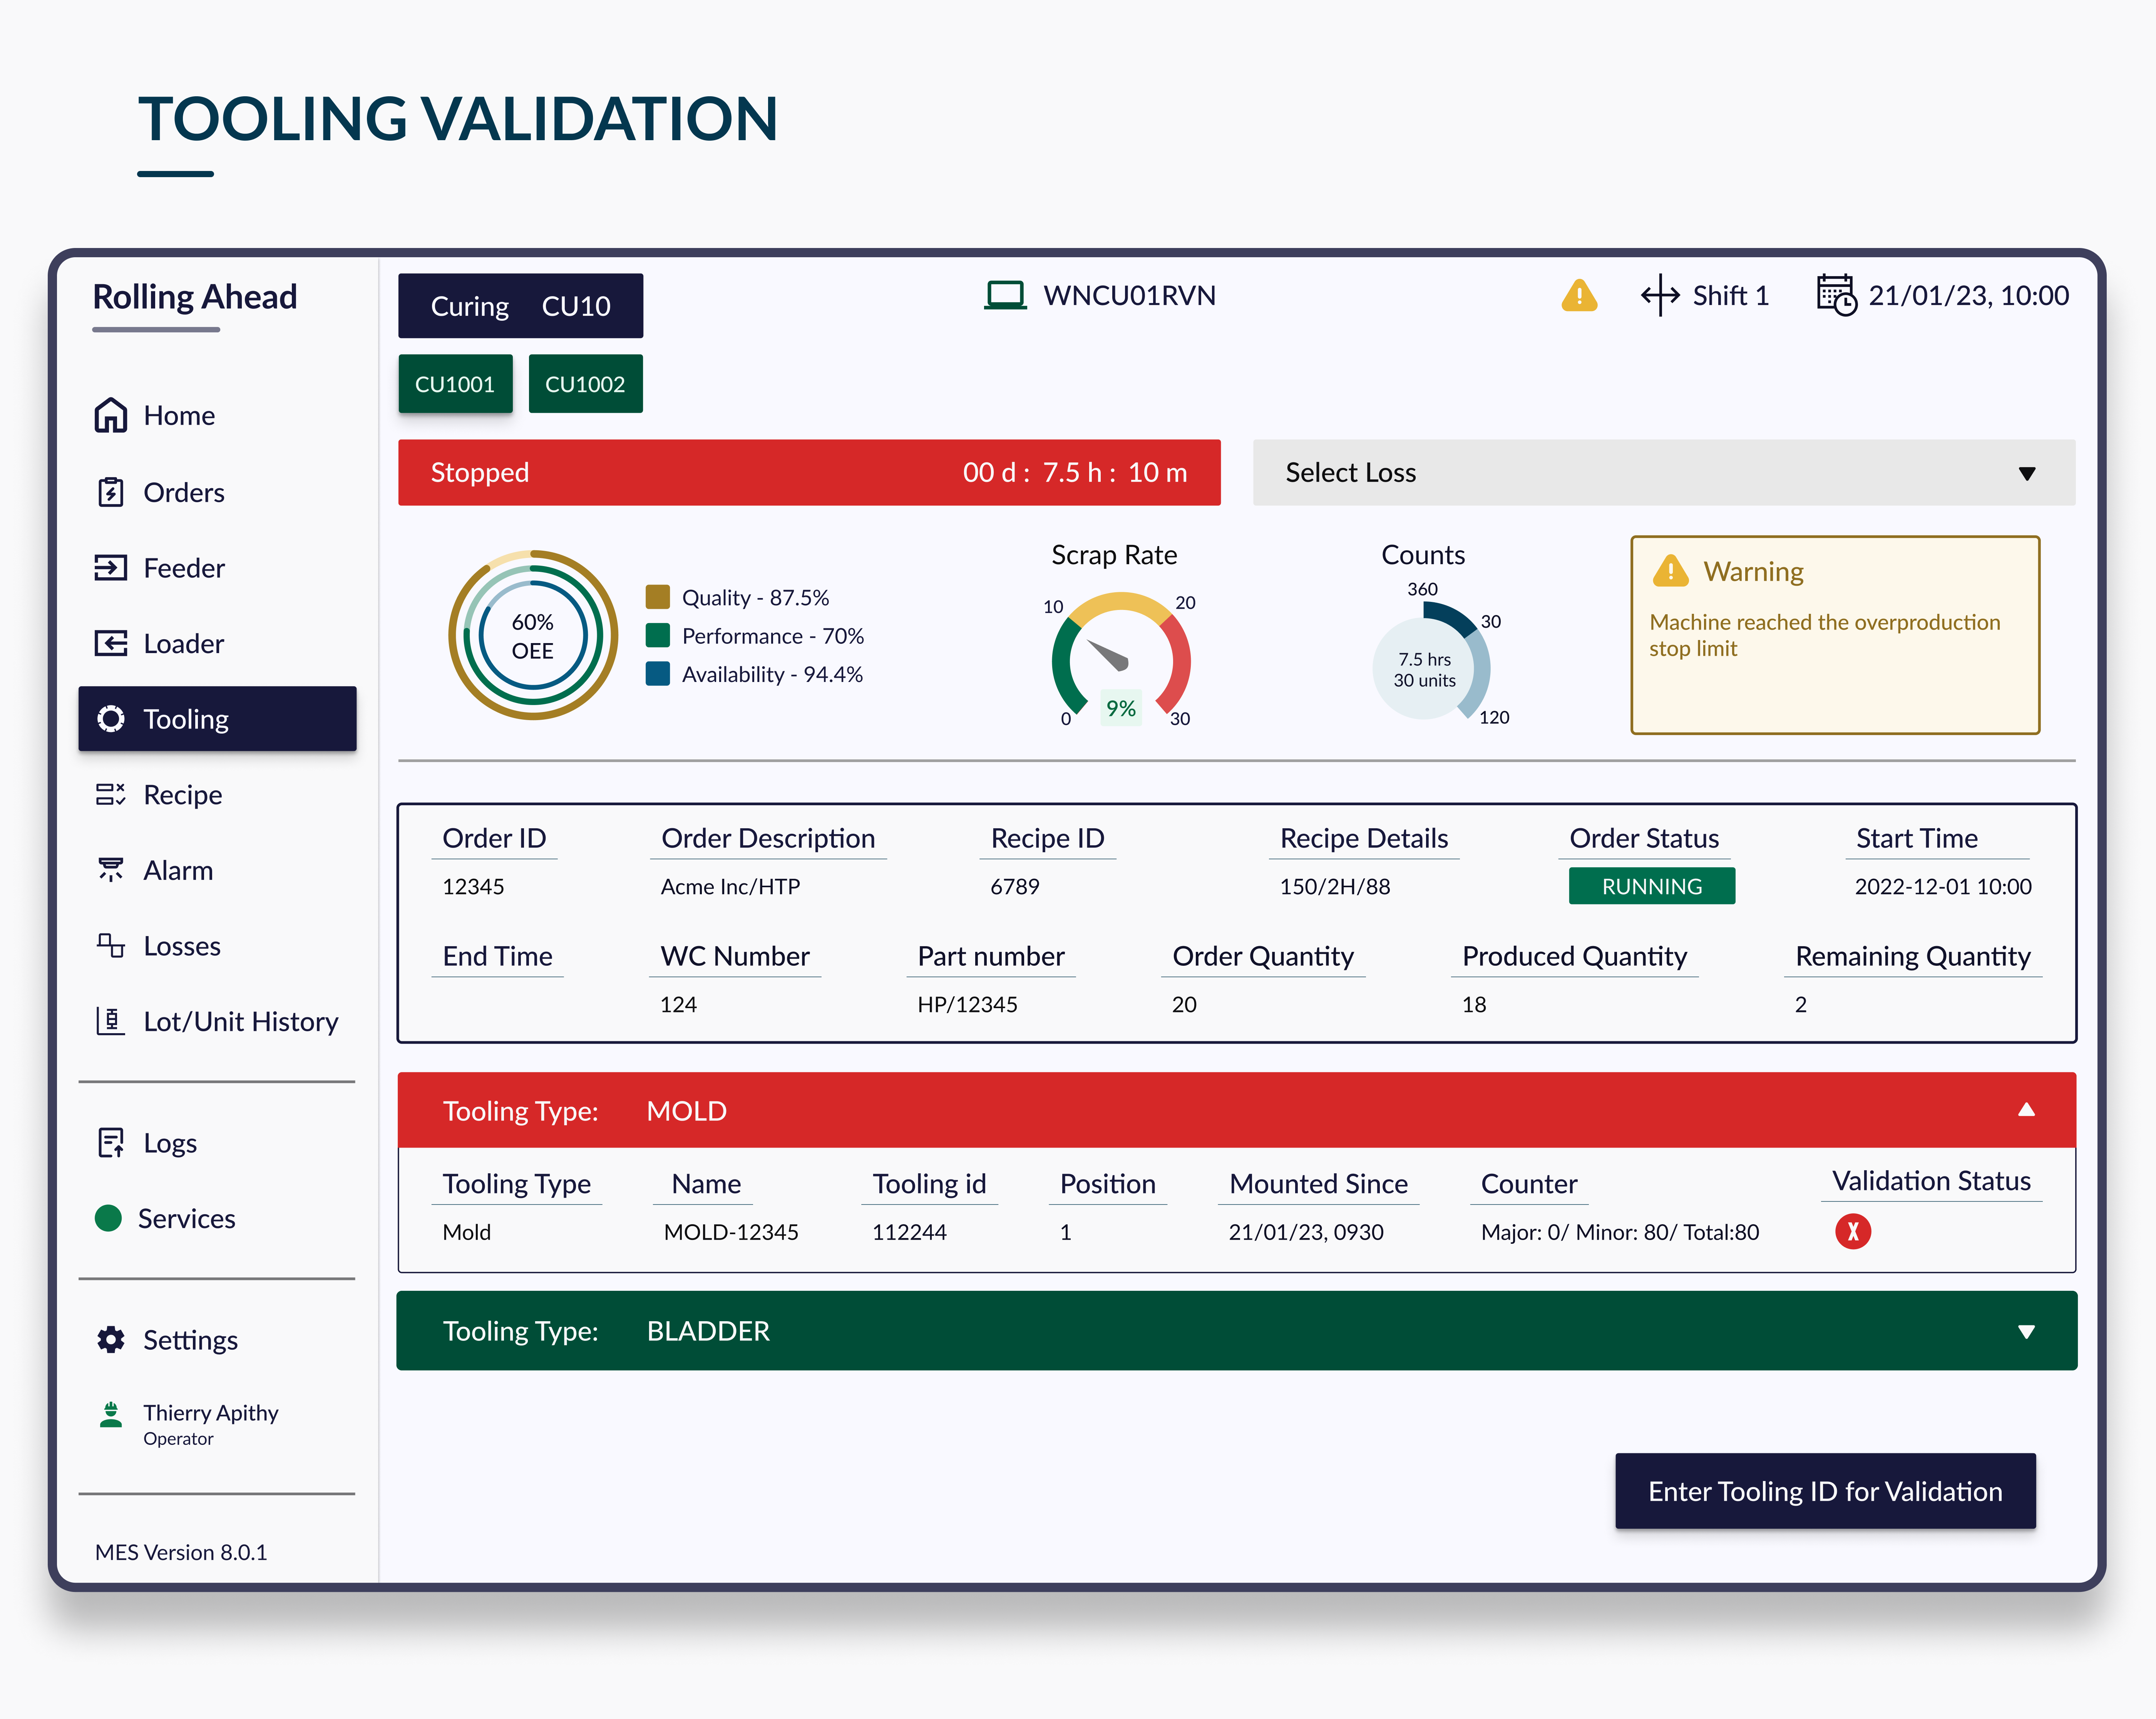 TOOLING VALIDATION
Rolling Ahead
Home
Orders
Feeder
Loader
Tooling
Recipe
Alarm
Losses
Lot/Unit History
Logs
Services
Settings
Thierry Apithy
Operator
MES Version 8.0.1
Curing CU10
WNCU01RVN
Shift 1
21/01/23, 10:00
CU1001 CU1002
Stopped 00 d : 7.5 h : 10 m
Select Loss
60%
OEE
Quality - 87.5%
Performance - 70%
Availability - 94.4%
Scrap Rate
10 20
0 9% 30
Counts
360
30
7.5 hrs
30 units
120
Warning
Machine reached the overproduction
stop limit
Order ID Order Description Recipe ID Recipe Details Order Status Start Time
12345 Acme Inc/HTP 6789 150/2H/88 RUNNING 2022-12-01 10:00
End Time WC Number Part number Order Quantity Produced Quantity Remaining Quantity
124 HP/12345 20 18 2
Tooling Type: MOLD
Tooling Type Name Tooling id Position Mounted Since Counter Validation Status
Mold MOLD-12345 112244 1 21/01/23, 0930 Major: 0/ Minor: 80/ Total:80 X
Tooling Type: BLADDER
Enter Tooling ID for Validation